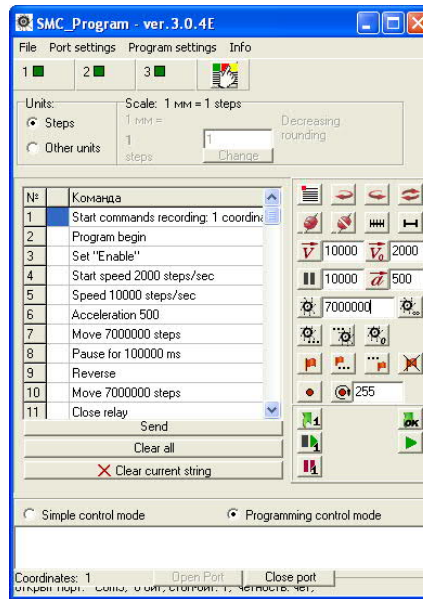 SMC_Program - ver.3.0.4E
File Port settings Program settings Info
1 2 3
Units: Scale: 1 мм = 1 steps
Steps 1 мм = Decreasing
Other units 1 1 rounding
steps Change
№ Команда
1 Start commands recording: 1 coordina
2 Program begin
3 Set "Enable"
4 Start speed 2000 steps/sec
5 Speed 10000 steps/sec
6 Acceleration 500
7 Move 7000000 steps
8 Pause for 100000 ms
9 Reverse
10 Move 7000000 steps
11 Close relay
V 10000 V0 2000
10000 a 500
7000000
255
1 OK
1
1
Send
Clear all
Clear current string
Simple control mode Programming control mode
Coordinates: 1 Open Port Close port